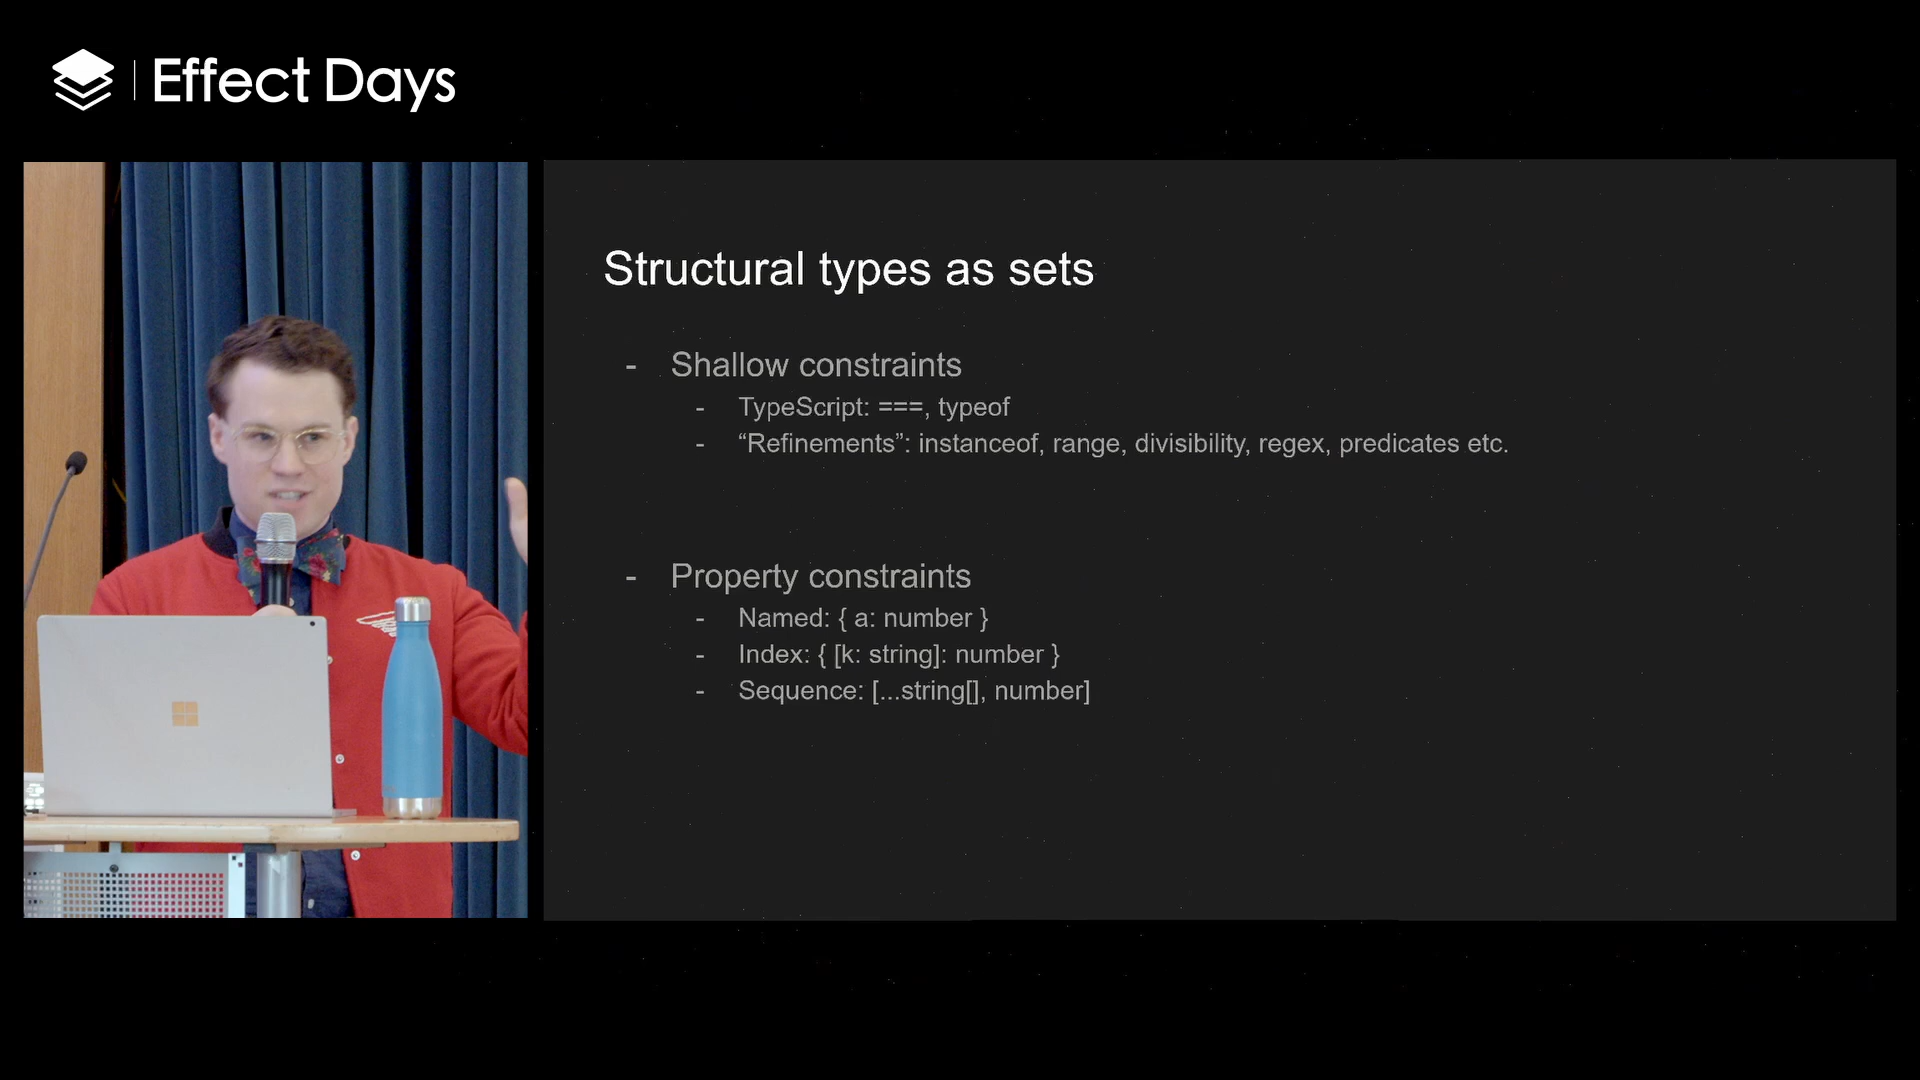 Effect Days
Structural types as sets
- Shallow constraints
- TypeScript: ===, typeof
- “Refinements”: instanceof, range, divisibility, regex, predicates etc.
- Property constraints
- Named: { a: number }
- Index: { [k: string]: number }
- Sequence: [...string[], number]